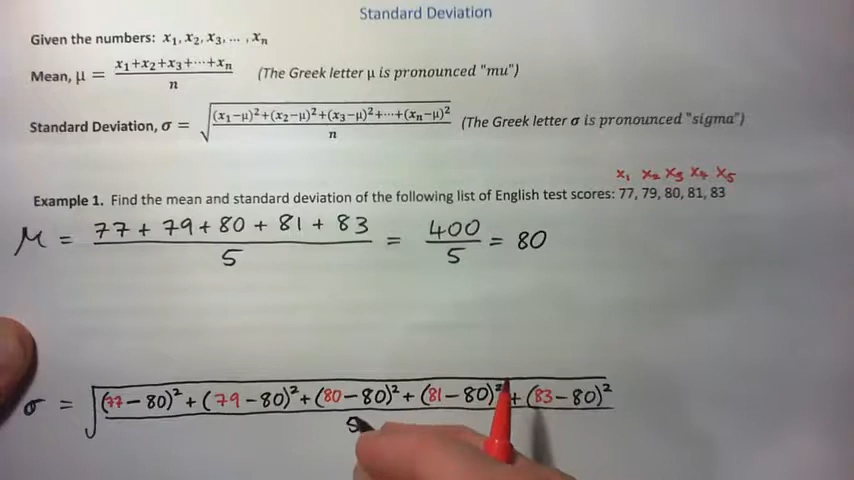 Standard Deviation
Given the numbers: x₁, x₂, x₃, ... , xₙ
Mean, μ = (x₁+x₂+x₃+⋯+xₙ)/n (The Greek letter μ is pronounced "mu")
Standard Deviation, σ = √(((x₁−μ)²+(x₂−μ)²+(x₃−μ)²+⋯+(xₙ−μ)²)/n) (The Greek letter σ is pronounced "sigma")
x₁ x₂ x₃ x₄ x₅
Example 1. Find the mean and standard deviation of the following list of English test scores: 77, 79, 80, 81, 83
μ = (77 + 79 + 80 + 81 + 83)/5 = 400/5 = 80
σ = √(((77 − 80)² + (79 − 80)² + (80 − 80)² + (81 − 80)² + (83 − 80)²)/5)